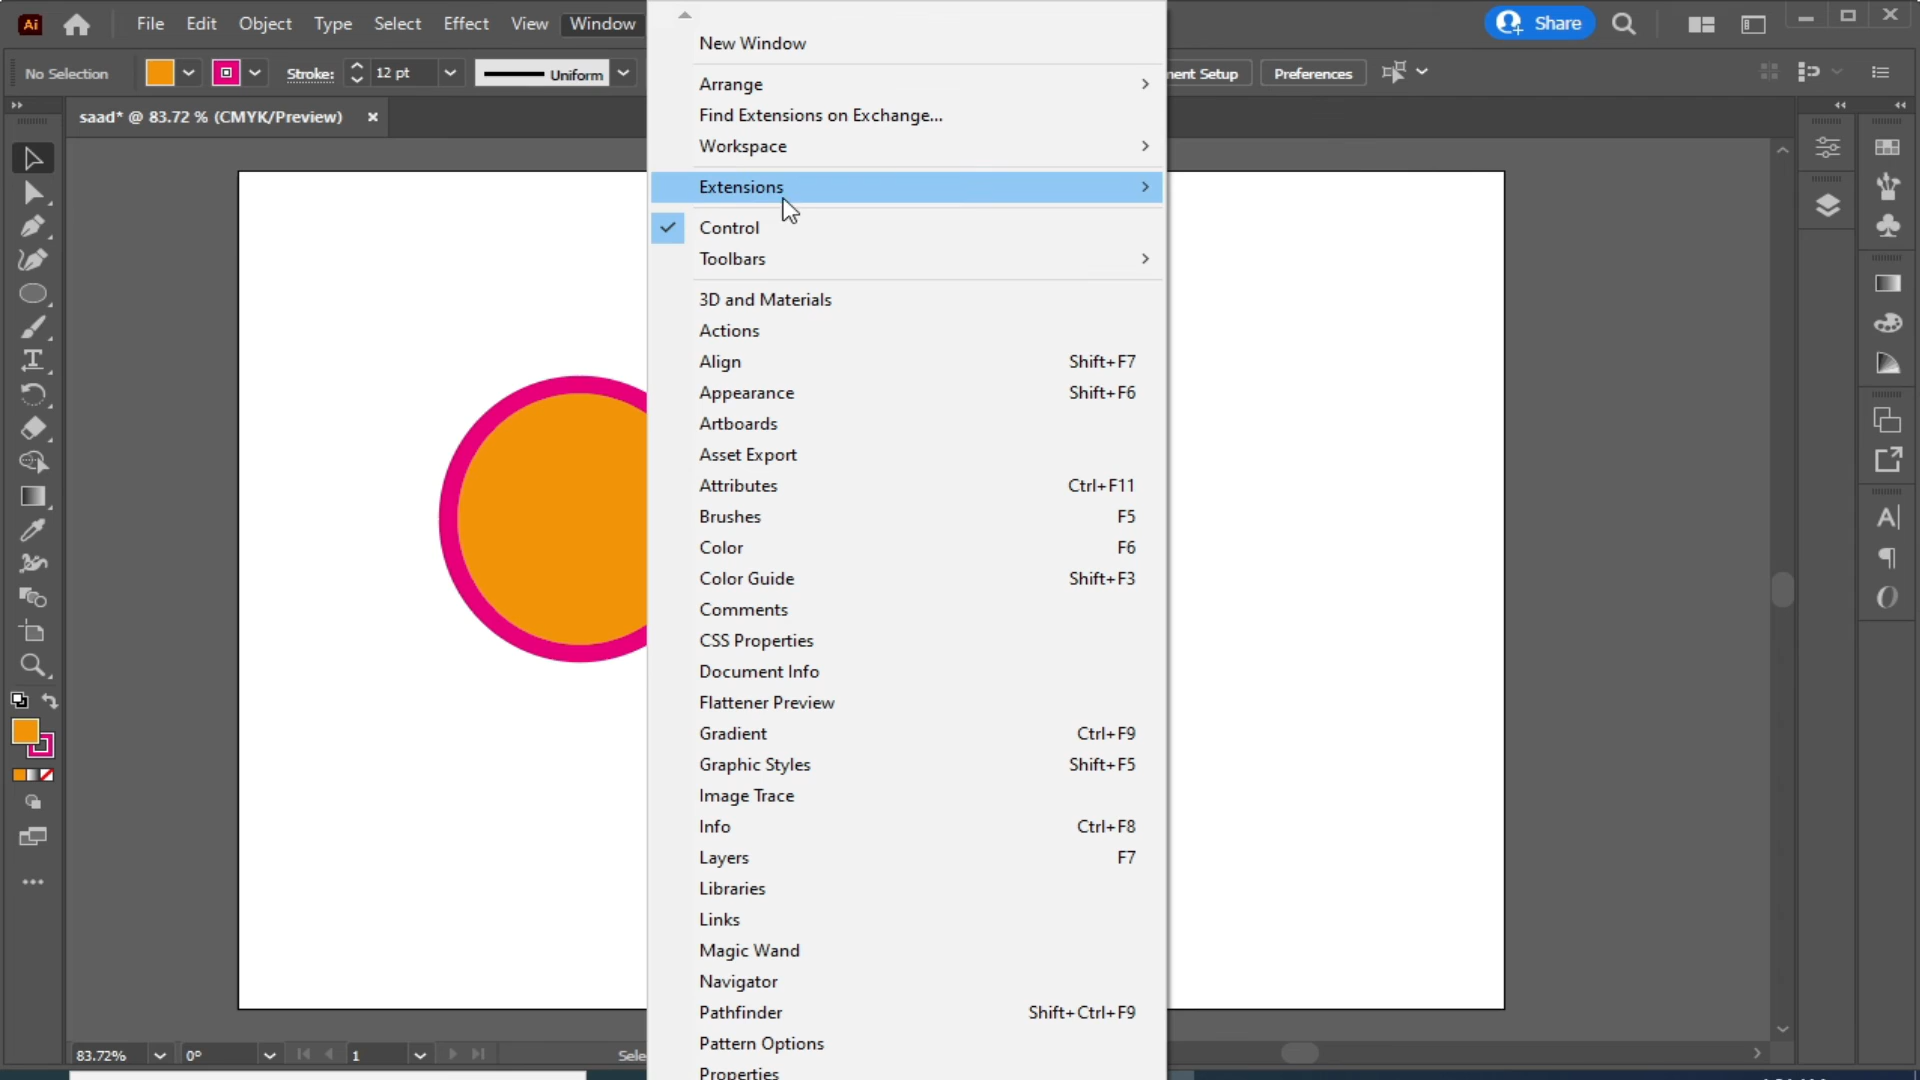 Ai File Edit Object Type Select Effect View Window Share
No Selection Stroke: 12 pt Uniform ment Setup Preferences
saad* @ 83.72 % (CMYK/Preview) ×
New Window
Arrange
Find Extensions on Exchange...
Workspace
Extensions
Control
Toolbars
3D and Materials
Actions
Align Shift+F7
Appearance Shift+F6
Artboards
Asset Export
Attributes Ctrl+F11
Brushes F5
Color F6
Color Guide Shift+F3
Comments
CSS Properties
Document Info
Flattener Preview
Gradient Ctrl+F9
Graphic Styles Shift+F5
Image Trace
Info Ctrl+F8
Layers F7
Libraries
Links
Magic Wand
Navigator
Pathfinder Shift+Ctrl+F9
Pattern Options
Properties
83.72% 0° 1 Sele